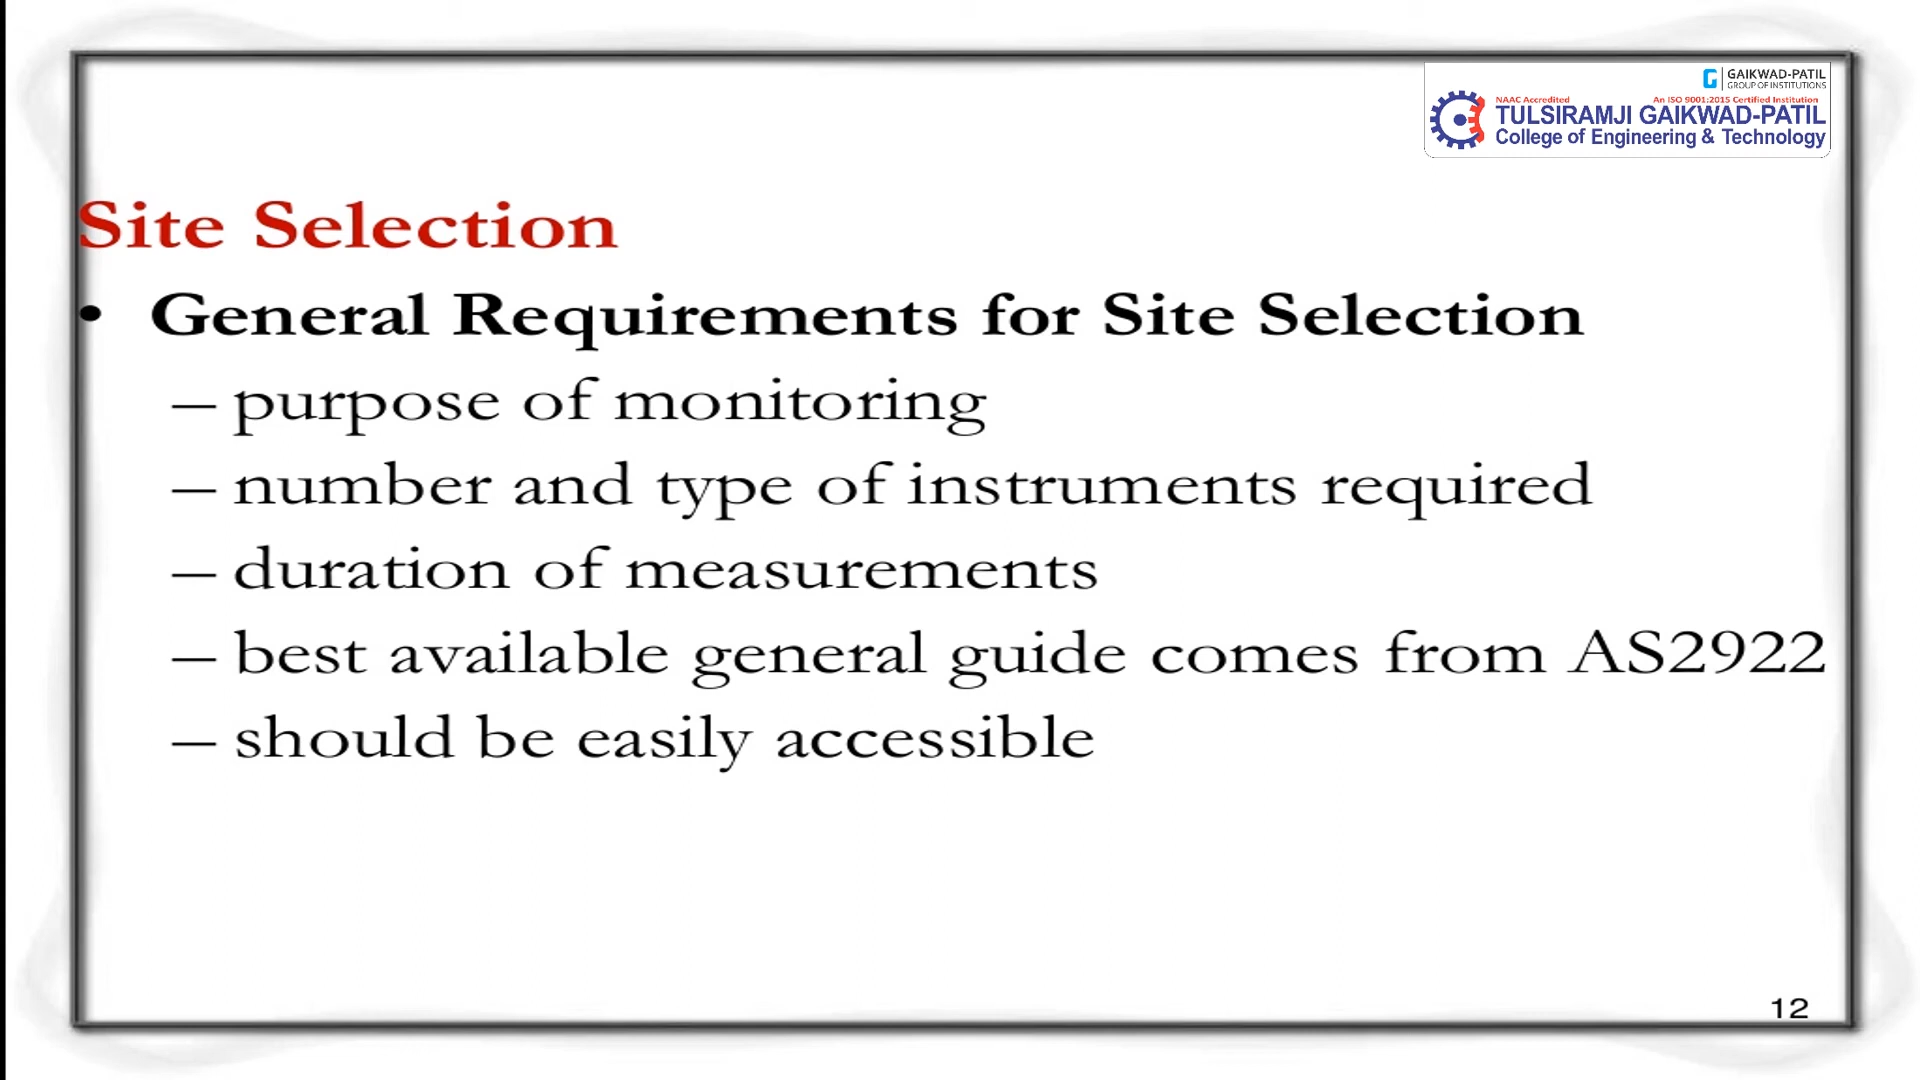 GAIKWAD-PATIL
GROUP OF INSTITUTIONS
NAAC Accredited An ISO 9001:2015 Certified Institution
TULSIRAMJI GAIKWAD-PATIL
College of Engineering & Technology
Site Selection
• General Requirements for Site Selection
– purpose of monitoring
– number and type of instruments required
– duration of measurements
– best available general guide comes from AS2922
– should be easily accessible
12